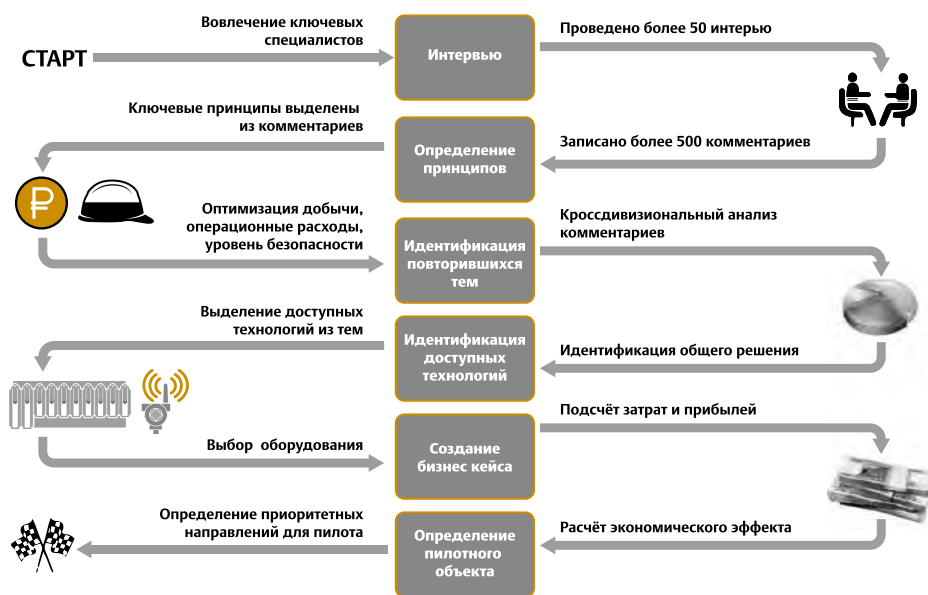 СТАРТ
Вовлечение ключевых
специалистов
Интервью
Проведено более 50 интерью
Ключевые принципы выделены
из комментариев
Определение
принципов
Записано более 500 комментариев
Оптимизация добычи,
операционные расходы,
уровень безопасности
Идентификация
повторившихся
тем
Кроссдивизиональный анализ
комментариев
Выделение доступных
технологий из тем
Идентификация
доступных
технологий
Идентификация общего решения
Выбор оборудования
Создание
бизнес кейса
Подсчёт затрат и прибылей
Определение приоритетных
направлений для пилота
Определение
пилотного
объекта
Расчёт экономического эффекта